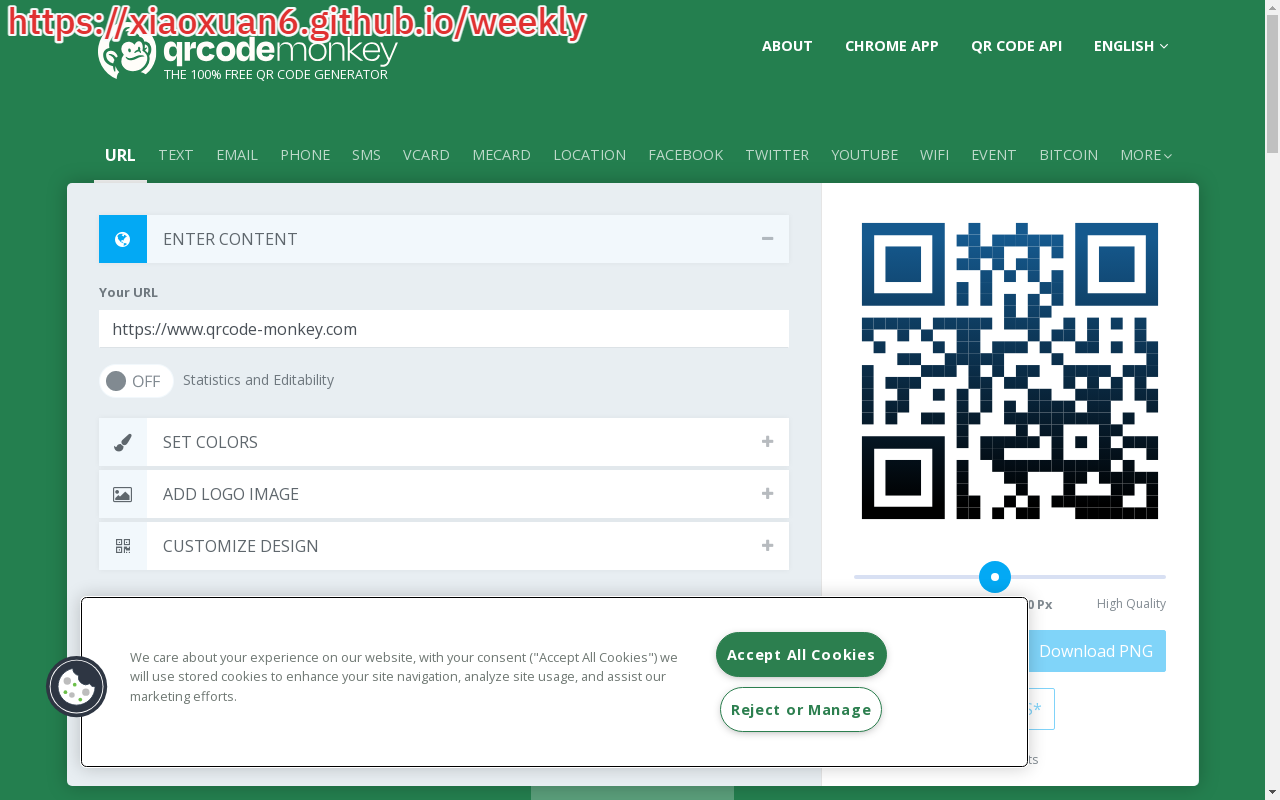 https://xiaoxuan6.github.io/weekly
qrcodemonkey
THE 100% FREE QR CODE GENERATOR
ABOUT CHROME APP QR CODE API ENGLISH
URL TEXT EMAIL PHONE SMS VCARD MECARD LOCATION FACEBOOK TWITTER YOUTUBE WIFI EVENT BITCOIN MORE
ENTER CONTENT
Your URL
https://www.qrcode-monkey.com
OFF Statistics and Editability
SET COLORS
ADD LOGO IMAGE
CUSTOMIZE DESIGN
0 Px High Quality
Download PNG
We care about your experience on our website, with your consent ("Accept All Cookies") we
will use stored cookies to enhance your site navigation, analyze site usage, and assist our
marketing efforts.
Accept All Cookies
Reject or Manage